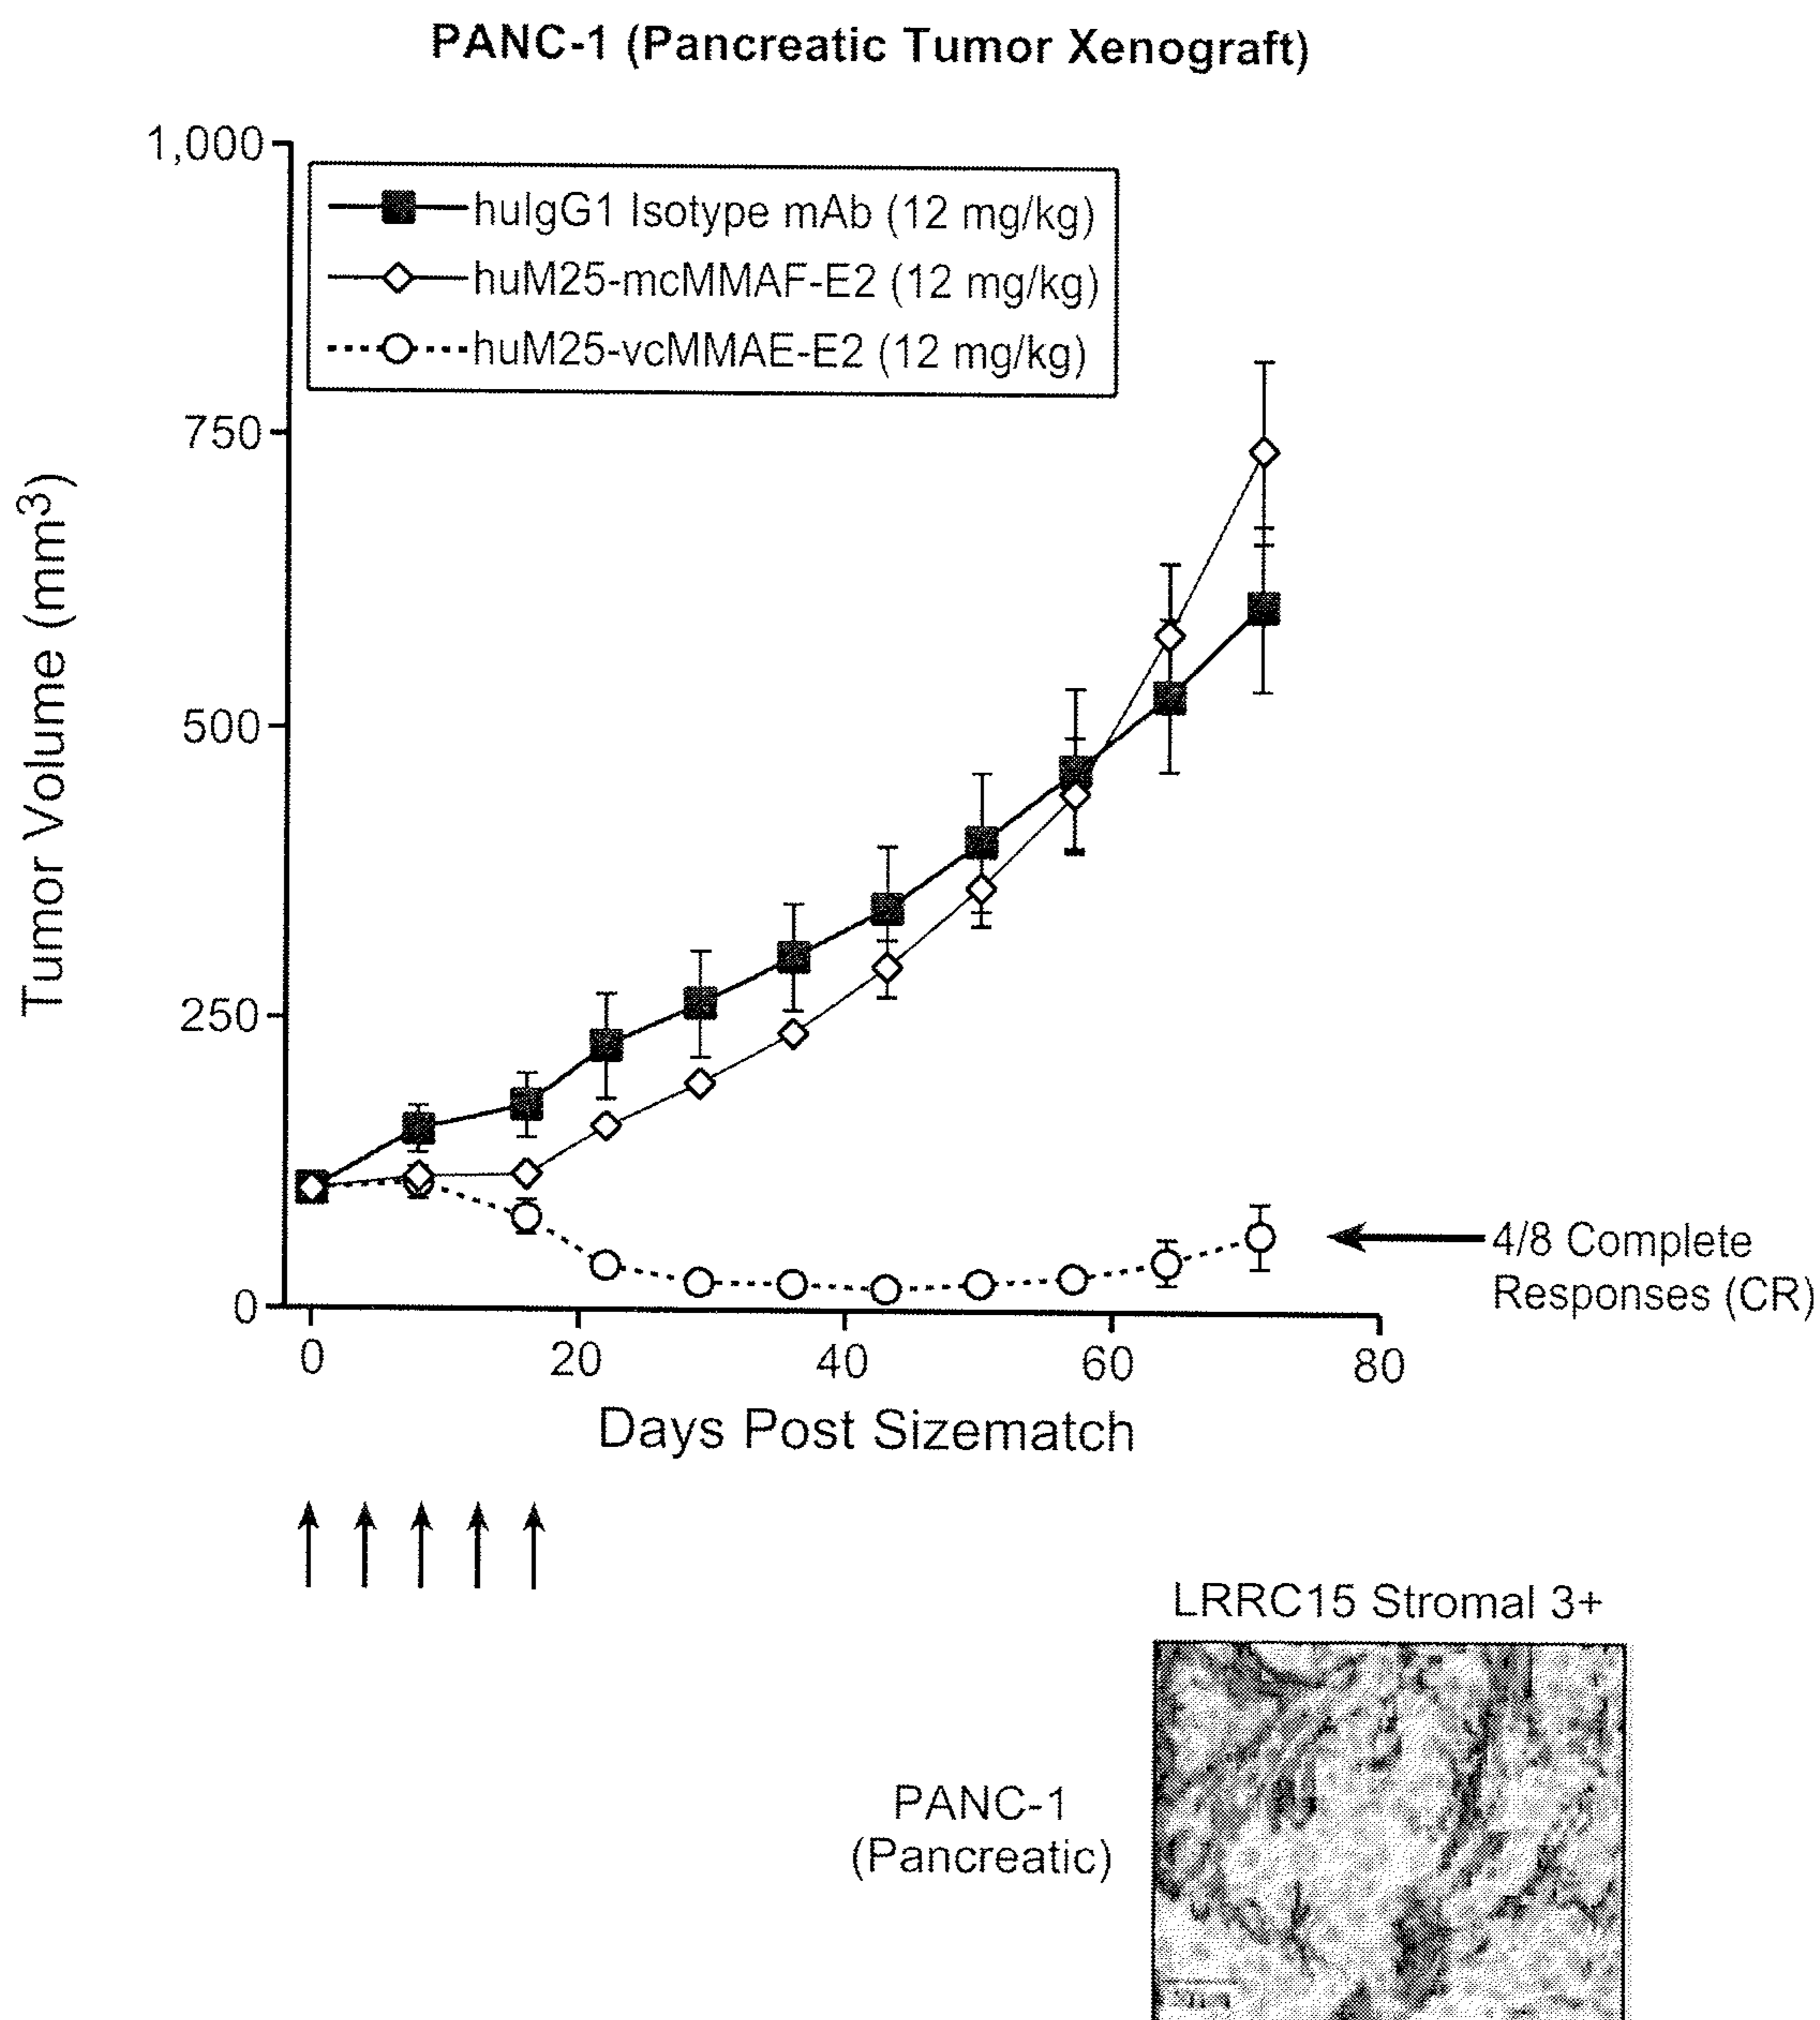 PANC-1 (Pancreatic Tumor Xenograft)
1,000
750
500
250
0
Tumor Volume (mm3)
huIgG1 Isotype mAb (12 mg/kg)
huM25-mcMMAF-E2 (12 mg/kg)
huM25-vcMMAE-E2 (12 mg/kg)
4/8 Complete
Responses (CR)
0 20 40 60 80
Days Post Sizematch
LRRC15 Stromal 3+
PANC-1
(Pancreatic)